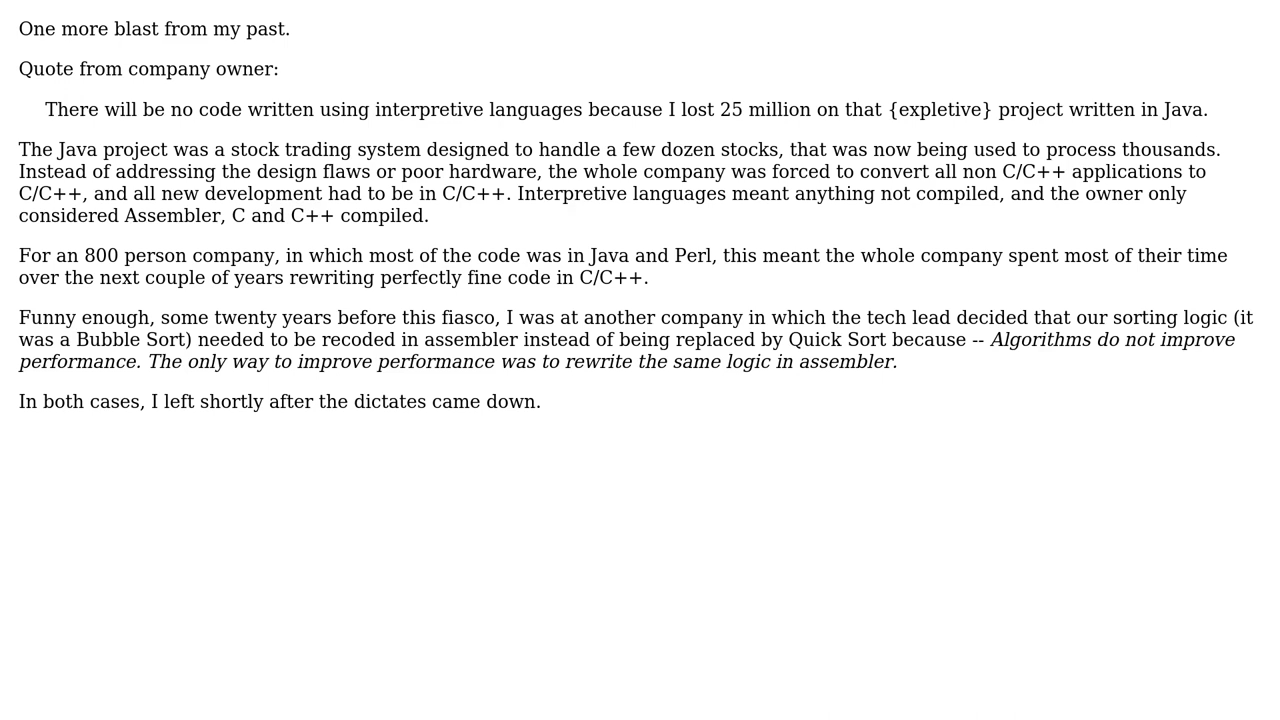 One more blast from my past.
Quote from company owner:
There will be no code written using interpretive languages because I lost 25 million on that {expletive} project written in Java.
The Java project was a stock trading system designed to handle a few dozen stocks, that was now being used to process thousands.
Instead of addressing the design flaws or poor hardware, the whole company was forced to convert all non C/C++ applications to
C/C++, and all new development had to be in C/C++. Interpretive languages meant anything not compiled, and the owner only
considered Assembler, C and C++ compiled.
For an 800 person company, in which most of the code was in Java and Perl, this meant the whole company spent most of their time
over the next couple of years rewriting perfectly fine code in C/C++.
Funny enough, some twenty years before this fiasco, I was at another company in which the tech lead decided that our sorting logic (it
was a Bubble Sort) needed to be recoded in assembler instead of being replaced by Quick Sort because -- Algorithms do not improve
performance. The only way to improve performance was to rewrite the same logic in assembler.
In both cases, I left shortly after the dictates came down.